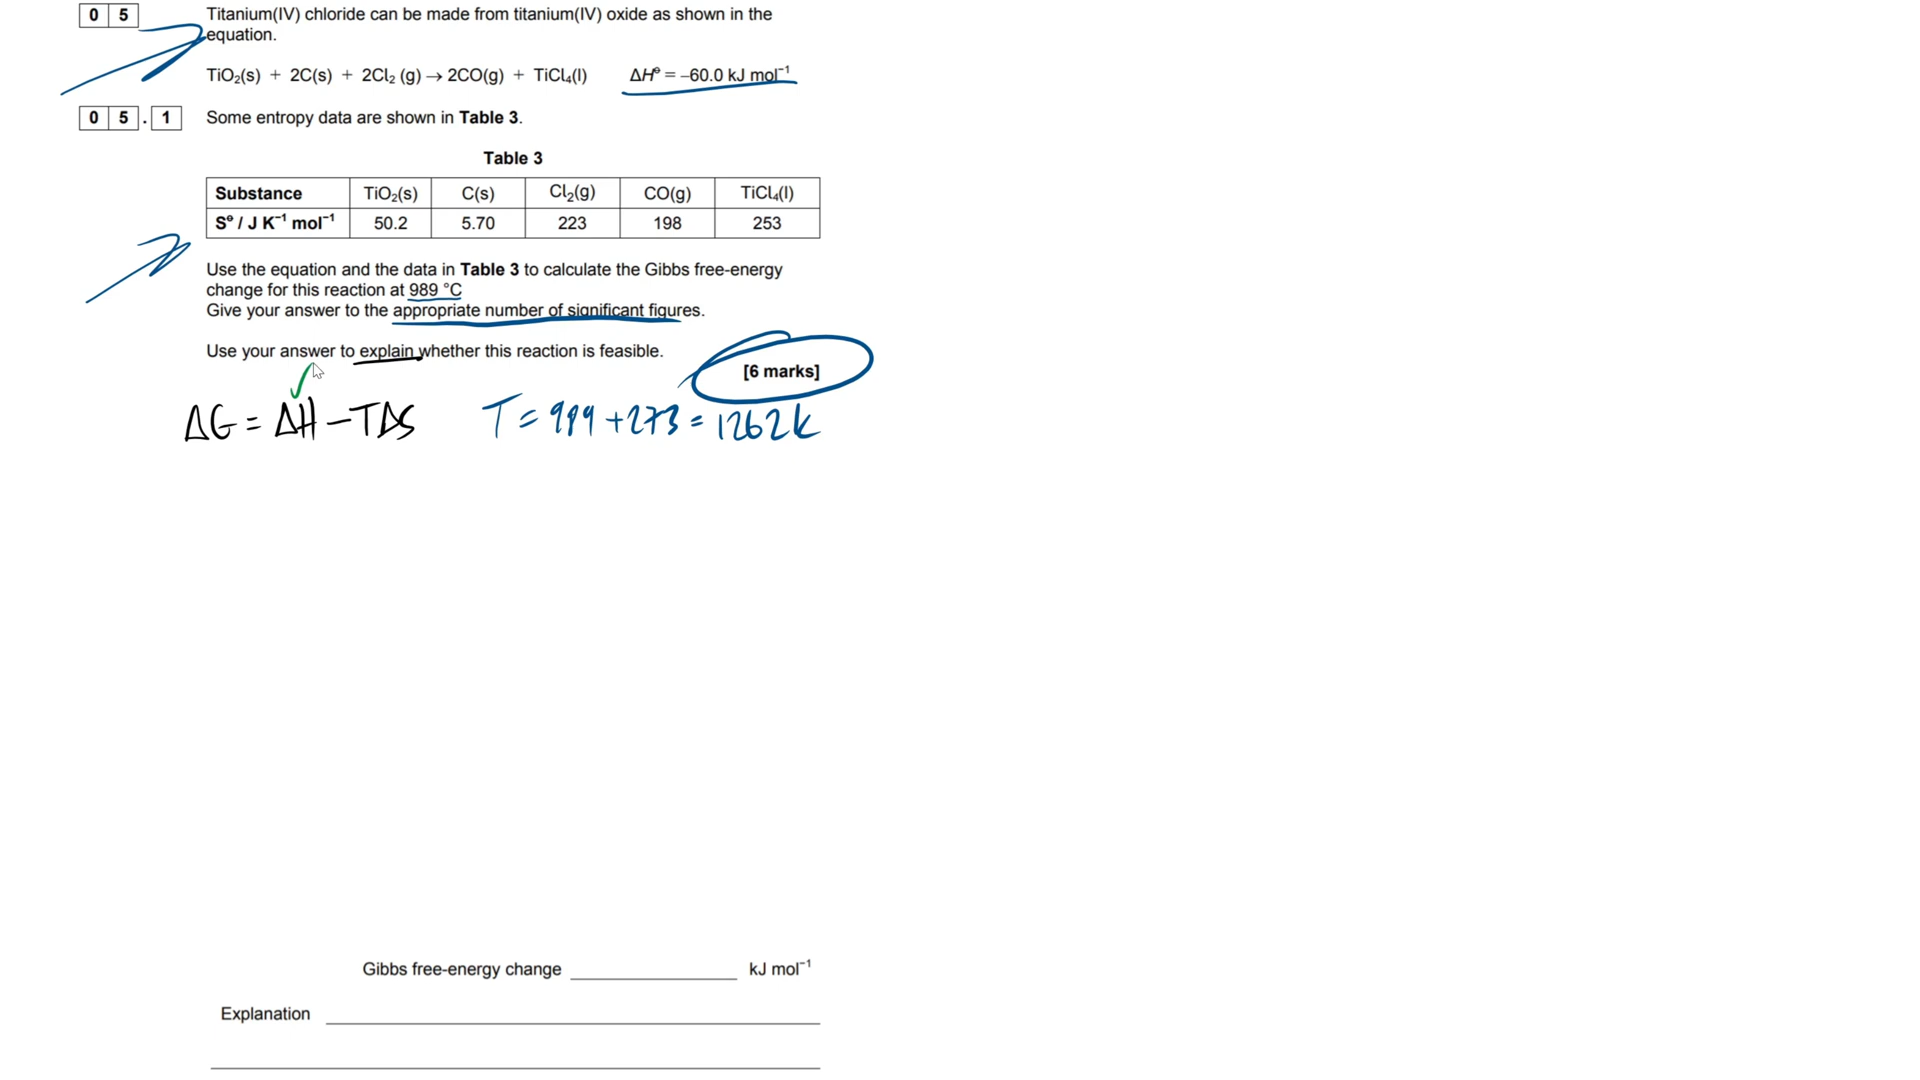 0 5 Titanium(IV) chloride can be made from titanium(IV) oxide as shown in the
equation.
TiO₂(s) + 2C(s) + 2Cl₂ (g) → 2CO(g) + TiCl₄(l) ΔH⦵ = –60.0 kJ mol⁻¹
0 5 . 1 Some entropy data are shown in Table 3.
Table 3
Substance TiO₂(s) C(s) Cl₂(g) CO(g) TiCl₄(l)
S⦵ / J K⁻¹ mol⁻¹ 50.2 5.70 223 198 253
Use the equation and the data in Table 3 to calculate the Gibbs free-energy
change for this reaction at 989 °C
Give your answer to the appropriate number of significant figures.
Use your answer to explain whether this reaction is feasible.
[6 marks]
ΔG = ΔH – TΔS T = 989 + 273 = 1262 K
Gibbs free-energy change kJ mol⁻¹
Explanation